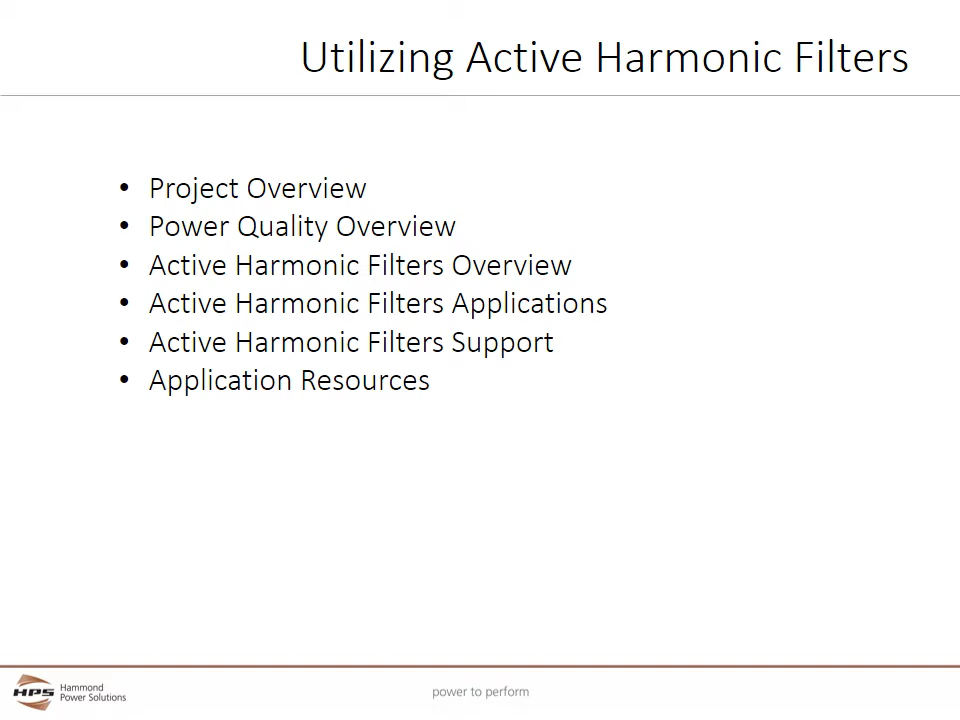 Utilizing Active Harmonic Filters
• Project Overview
• Power Quality Overview
• Active Harmonic Filters Overview
• Active Harmonic Filters Applications
• Active Harmonic Filters Support
• Application Resources
HPS
Hammond
Power Solutions
power to perform